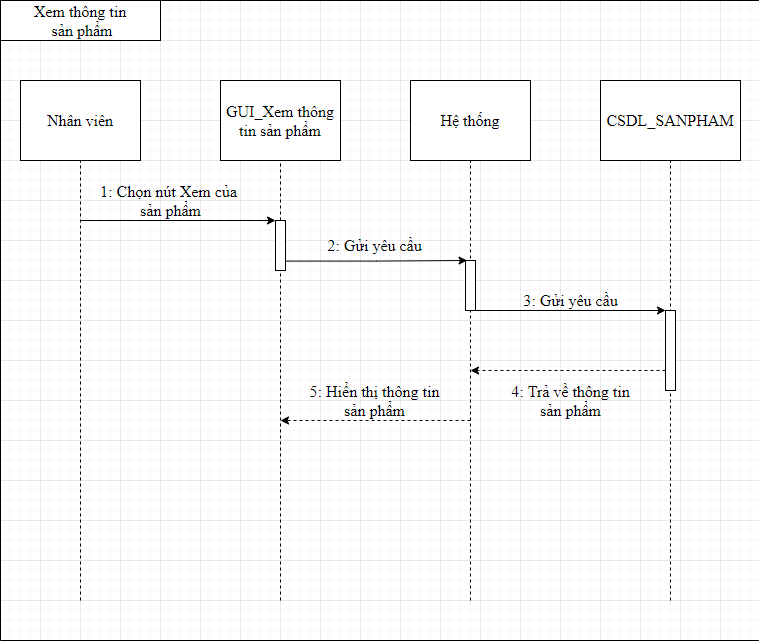 Xem thông tin
sản phẩm
Nhân viên
GUI_Xem thông
tin sản phẩm
Hệ thống
CSDL_SANPHAM
1: Chọn nút Xem của
sản phẩm
2: Gửi yêu cầu
3: Gửi yêu cầu
4: Trả về thông tin
sản phẩm
5: Hiển thị thông tin
sản phẩm